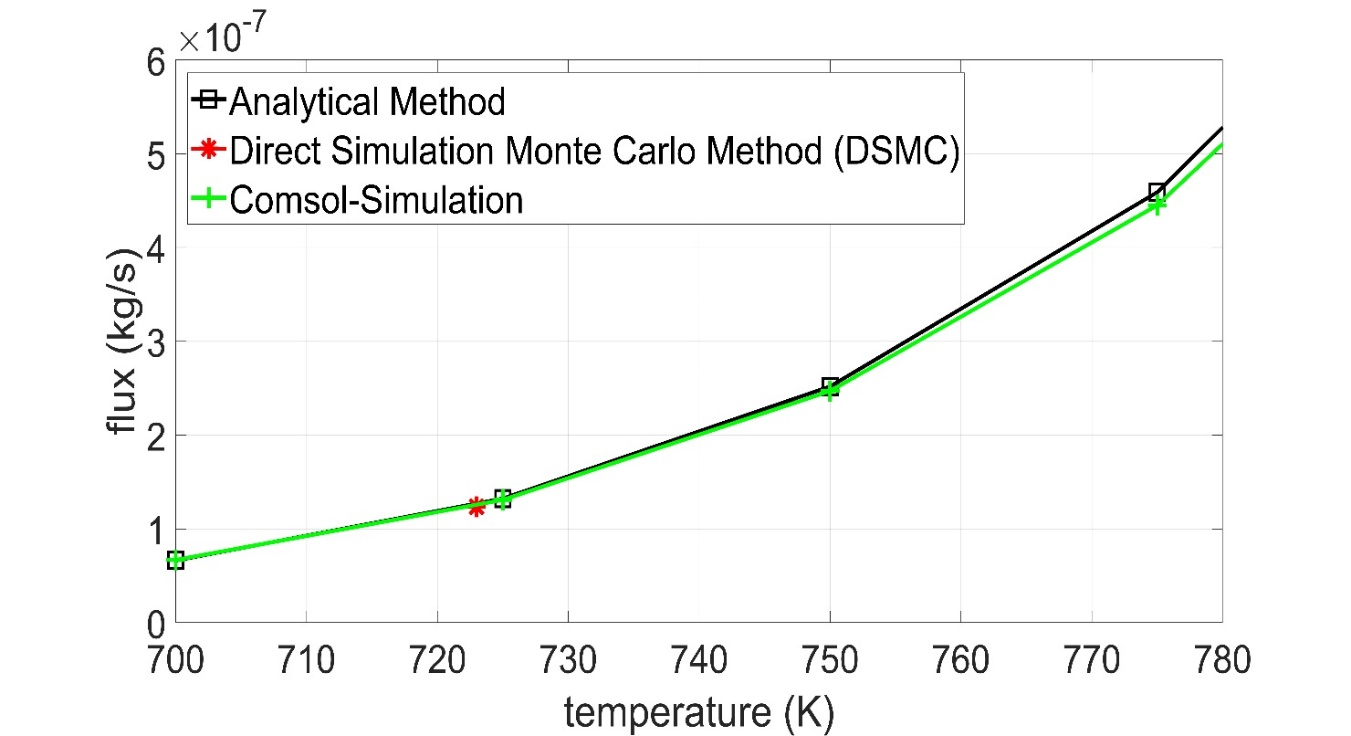 ×10-7
6
5
4
3
2
1
0
flux (kg/s)
Analytical Method
Direct Simulation Monte Carlo Method (DSMC)
Comsol-Simulation
700 710 720 730 740 750 760 770 780
temperature (K)